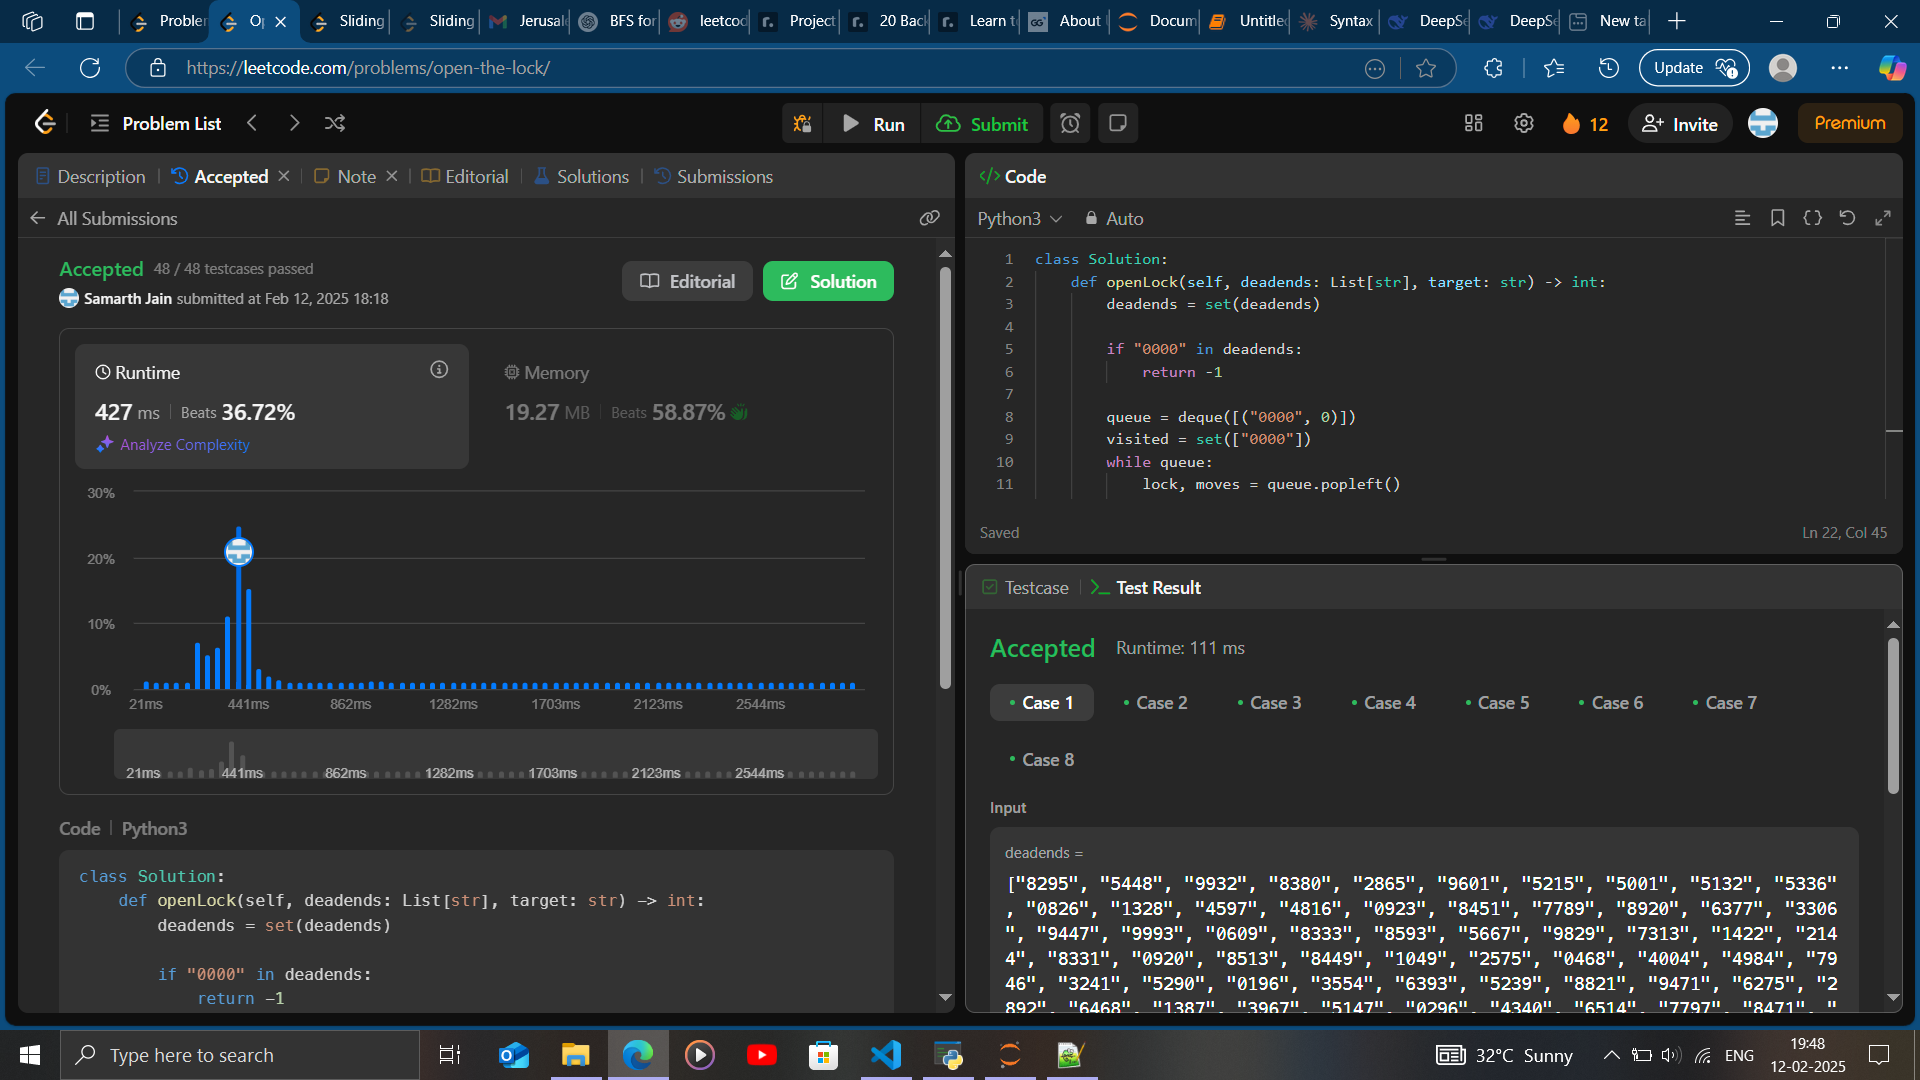 Problem
Op
Sliding
Sliding
Jerusale
BFS for
leetcod
Project
20 Back
Learn to
About U
Docum
Untitled
Syntax
DeepSe
DeepSe
New ta
https://leetcode.com/problems/open-the-lock/
Update
Problem List
Run
Submit
12
Invite
Premium
Description
Accepted
Note
Editorial
Solutions
Submissions
All Submissions
Accepted 48 / 48 testcases passed
Samarth Jain submitted at Feb 12, 2025 18:18
Editorial
Solution
Runtime
427 ms Beats 36.72%
Analyze Complexity
Memory
19.27 MB Beats 58.87%
30%
20%
10%
0%
21ms 441ms 862ms 1282ms 1703ms 2123ms 2544ms
21ms 441ms 862ms 1282ms 1703ms 2123ms 2544ms
Code Python3
class Solution:
def openLock(self, deadends: List[str], target: str) -> int:
deadends = set(deadends)
if "0000" in deadends:
return -1
Code
Python3 Auto
1 class Solution:
2 def openLock(self, deadends: List[str], target: str) -> int:
3 deadends = set(deadends)
4
5 if "0000" in deadends:
6 return -1
7
8 queue = deque([("0000", 0)])
9 visited = set(["0000"])
10 while queue:
11 lock, moves = queue.popleft()
Saved
Ln 22, Col 45
Testcase
Test Result
Accepted Runtime: 111 ms
Case 1 Case 2 Case 3 Case 4 Case 5 Case 6 Case 7
Case 8
Input
deadends =
["8295", "5448", "9932", "8380", "2865", "9601", "5215", "5001", "5132", "5336"
, "0826", "1328", "4597", "4816", "0923", "8451", "7789", "8920", "6377", "3306
", "9447", "9993", "0609", "8333", "8593", "5667", "9829", "7313", "1422", "214
4", "8331", "0920", "8513", "8449", "1049", "2575", "0468", "4004", "4984", "79
46", "3241", "5290", "0196", "3554", "6393", "5239", "8821", "9471", "6275", "2
892", "6468", "1387", "3967", "5147", "0296", "4340", "6514", "7797", "8471", "
Type here to search
32°C Sunny
ENG
19:48
12-02-2025